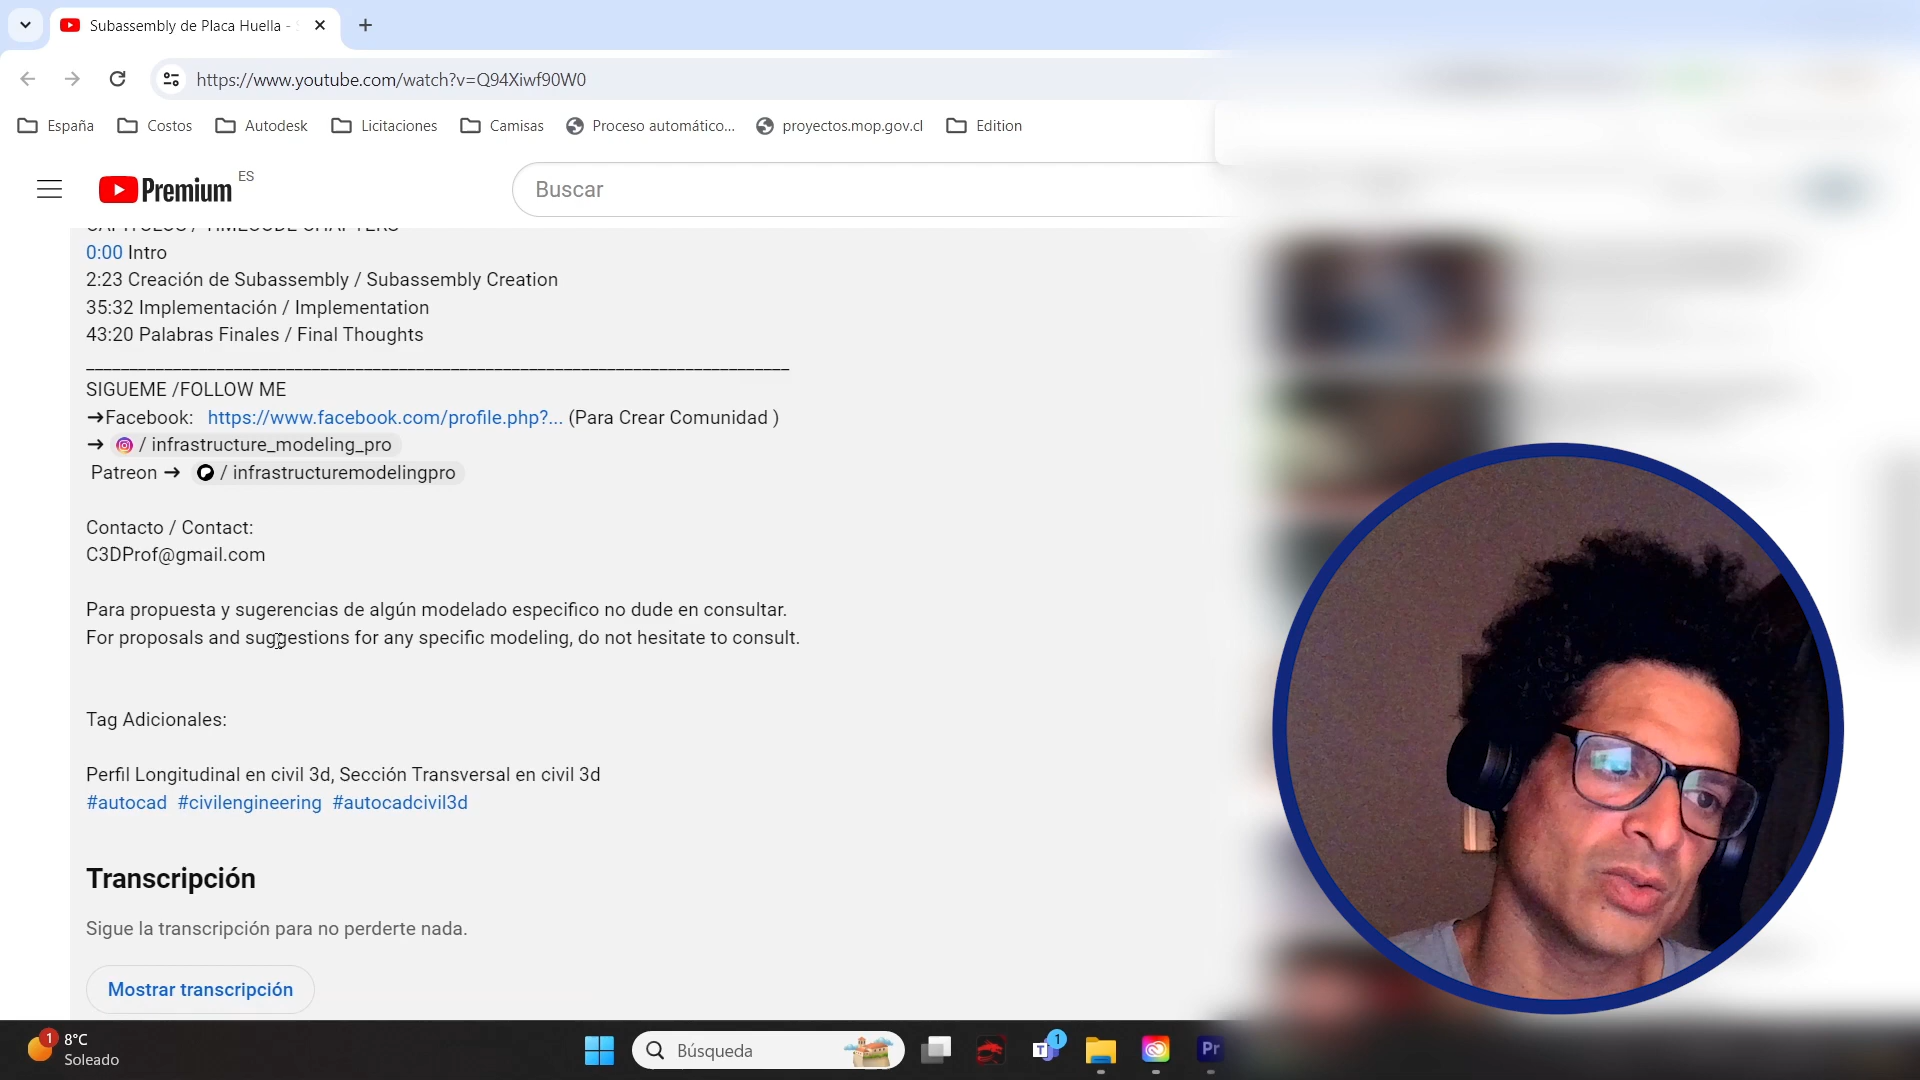 Subassembly de Placa Huella -
https://www.youtube.com/watch?v=Q94Xiwf90W0
España Costos Autodesk Licitaciones Camisas Proceso automático... proyectos.mop.gov.cl Edition
Premium ES
Buscar
CAPITULOS / TIMECODE CHAPTERS
0:00 Intro
2:23 Creación de Subassembly / Subassembly Creation
35:32 Implementación / Implementation
43:20 Palabras Finales / Final Thoughts
SIGUEME /FOLLOW ME
➔Facebook: https://www.facebook.com/profile.php?... (Para Crear Comunidad )
➔ / infrastructure_modeling_pro
Patreon ➔ / infrastructuremodelingpro
Contacto / Contact:
C3DProf@gmail.com
Para propuesta y sugerencias de algún modelado especifico no dude en consultar.
For proposals and suggestions for any specific modeling, do not hesitate to consult.
Tag Adicionales:
Perfil Longitudinal en civil 3d, Sección Transversal en civil 3d
#autocad #civilengineering #autocadcivil3d
Transcripción
Sigue la transcripción para no perderte nada.
Mostrar transcripción
1 8°C
Soleado
Búsqueda
T 1
Pr